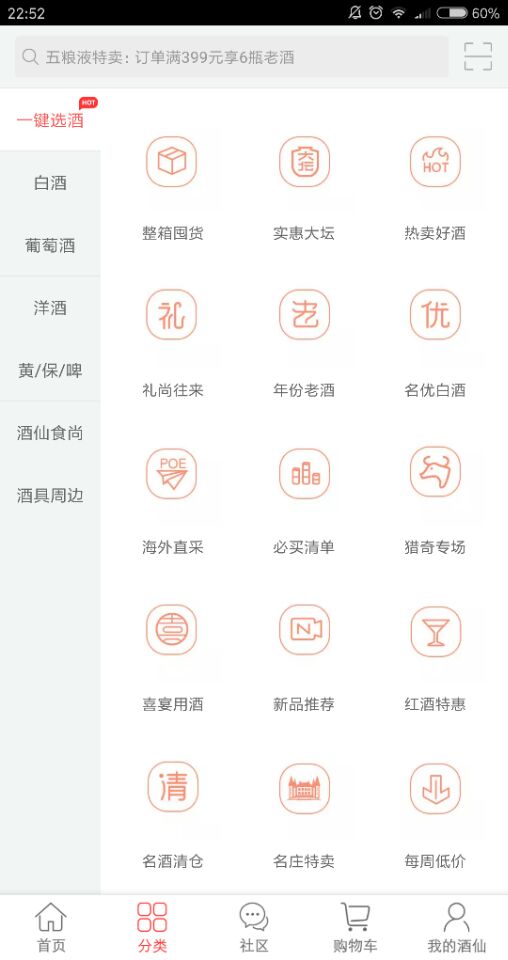 22:52
60%
五粮液特卖：订单满399元享6瓶老酒
一键选酒
HOT
白酒
葡萄酒
洋酒
黄/保/啤
酒仙食尚
酒具周边
大坛
HOT
整箱囤货
实惠大坛
热卖好酒
礼
老
优
礼尚往来
年份老酒
名优白酒
POE
海外直采
必买清单
猎奇专场
喜
N
喜宴用酒
新品推荐
红酒特惠
清
名酒清仓
名庄特卖
每周低价
首页
分类
社区
购物车
我的酒仙